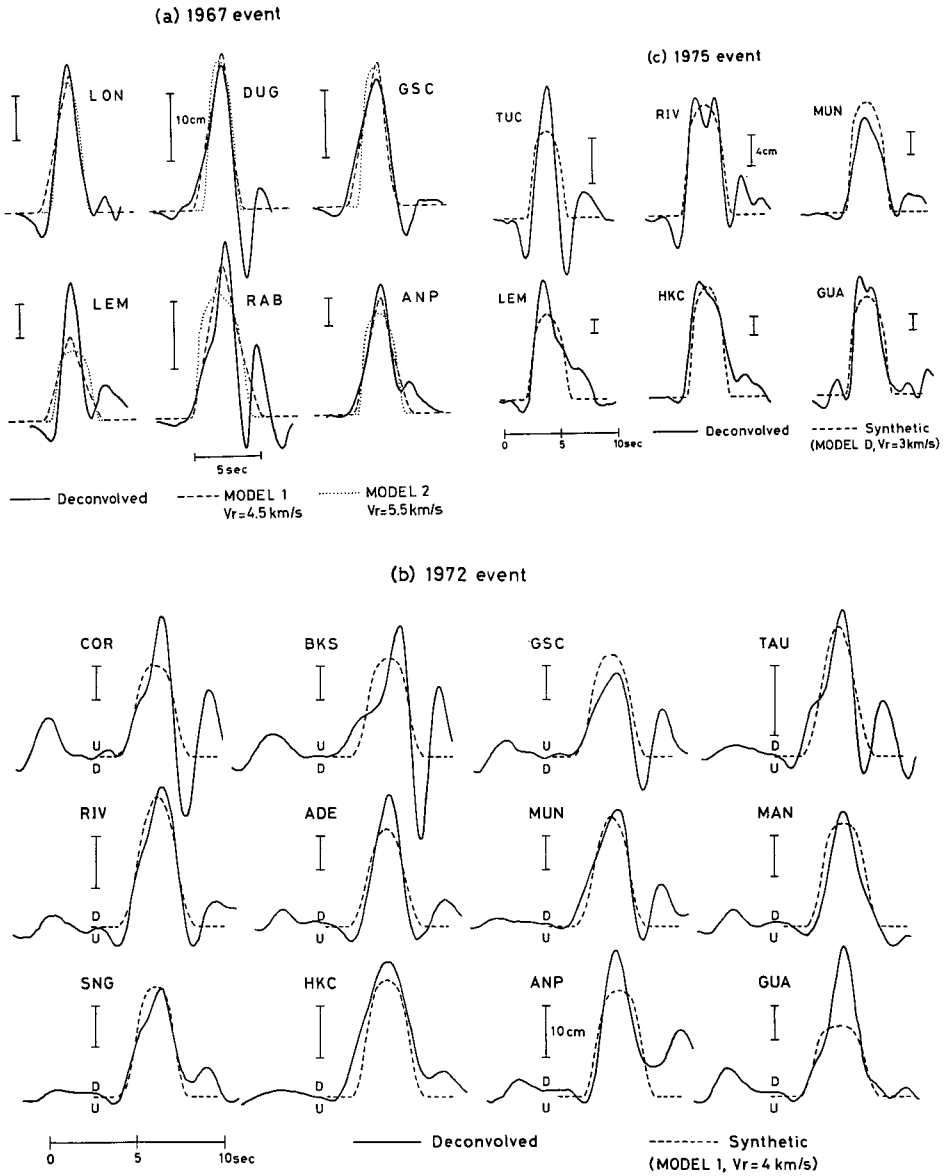 (a) 1967 event
LON
DUG
GSC
10cm
LEM
RAB
ANP
5sec
Deconvolved
MODEL 1
Vr=4.5 km/s
MODEL 2
Vr=5.5 km/s
(c) 1975 event
TUC
RIV
MUN
4cm
LEM
HKC
GUA
0 5 10sec
Deconvolved
Synthetic
(MODEL D, Vr=3km/s)
(b) 1972 event
COR
BKS
GSC
TAU
U
D
U
D
U
D
D
U
RIV
ADE
MUN
MAN
D
U
D
U
D
U
D
U
SNG
HKC
ANP
GUA
10cm
D
U
D
U
D
U
D
U
0 5 10sec
Deconvolved
Synthetic
(MODEL 1, Vr=4 km/s)